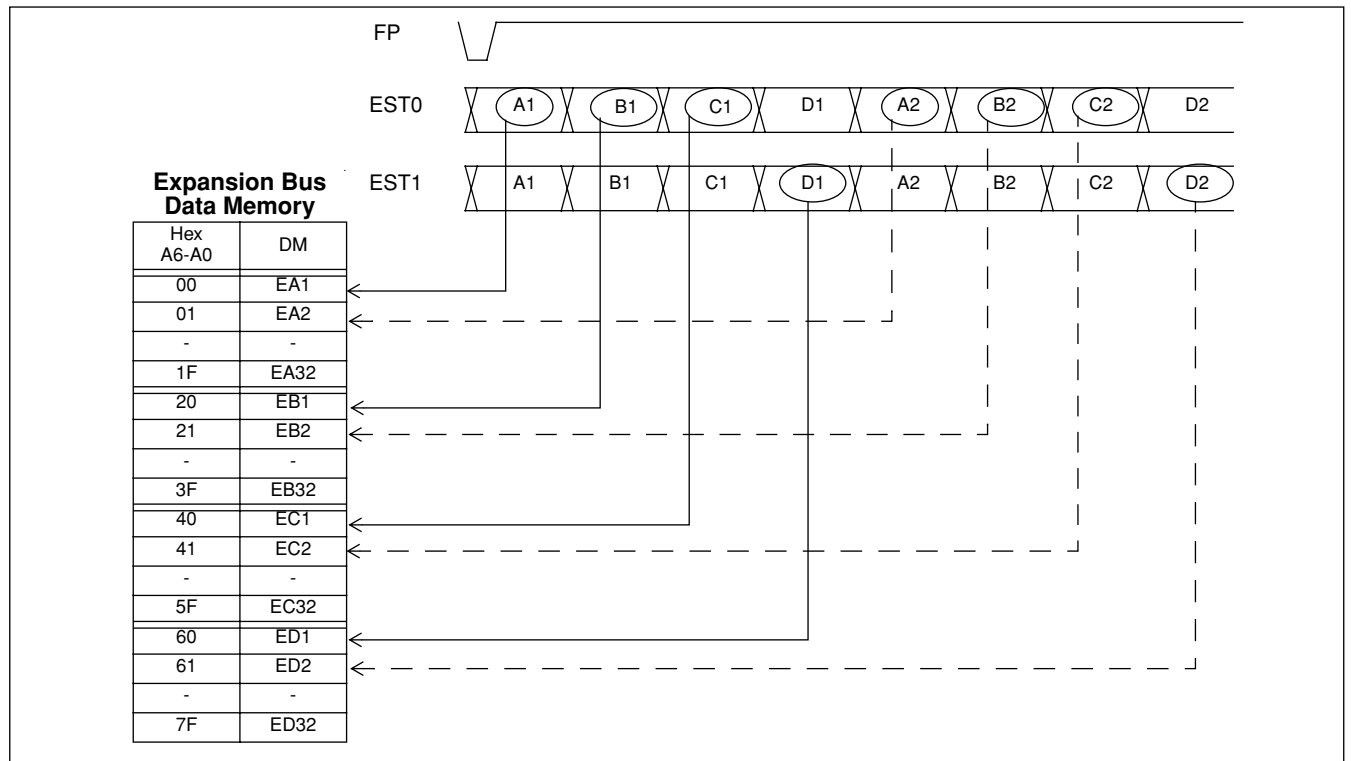 FP
EST0 A1 B1 C1 D1 A2 B2 C2 D2
EST1 A1 B1 C1 D1 A2 B2 C2 D2
Expansion Bus
Data Memory
Hex
A6-A0 DM
00 EA1
01 EA2
- -
1F EA32
20 EB1
21 EB2
- -
3F EB32
40 EC1
41 EC2
- -
5F EC32
60 ED1
61 ED2
- -
7F ED32